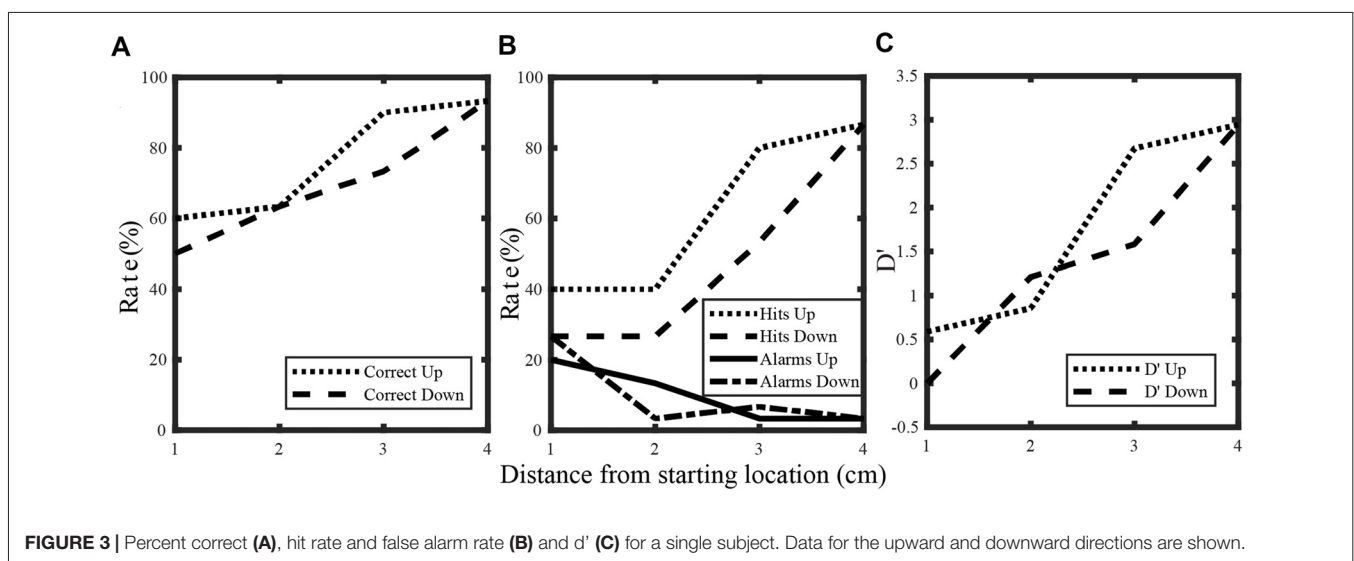 A
B
C
100
80
60
40
20
0
Rate(%)
Correct Up
Correct Down
1 2 3 4
100
80
60
40
20
0
Rate(%)
Hits Up
Hits Down
Alarms Up
Alarms Down
1 2 3 4
3.5
3
2.5
2
1.5
1
0.5
0
-0.5
D'
D' Up
D' Down
1 2 3 4
Distance from starting location (cm)
FIGURE 3 | Percent correct (A), hit rate and false alarm rate (B) and d’ (C) for a single subject. Data for the upward and downward directions are shown.